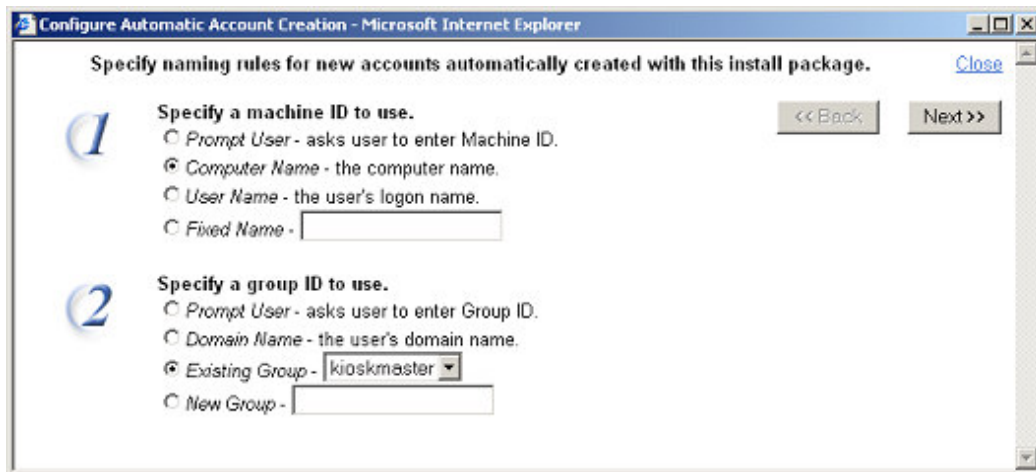 Configure Automatic Account Creation - Microsoft Internet Explorer
Specify naming rules for new accounts automatically created with this install package.
Close
1
Specify a machine ID to use.
<< Back
Next >>
Prompt User - asks user to enter Machine ID.
Computer Name - the computer name.
User Name - the user's logon name.
Fixed Name -
2
Specify a group ID to use.
Prompt User - asks user to enter Group ID.
Domain Name - the user's domain name.
Existing Group - kioskmaster
New Group -